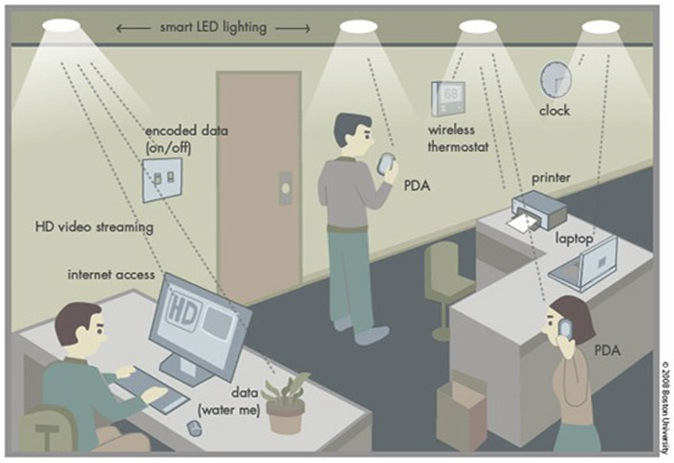 smart LED lighting
encoded data
(on/off)
68
wireless
thermostat
clock
PDA
printer
HD video streaming
laptop
internet access
HD
PDA
data
(water me)
© 2008 Boston University